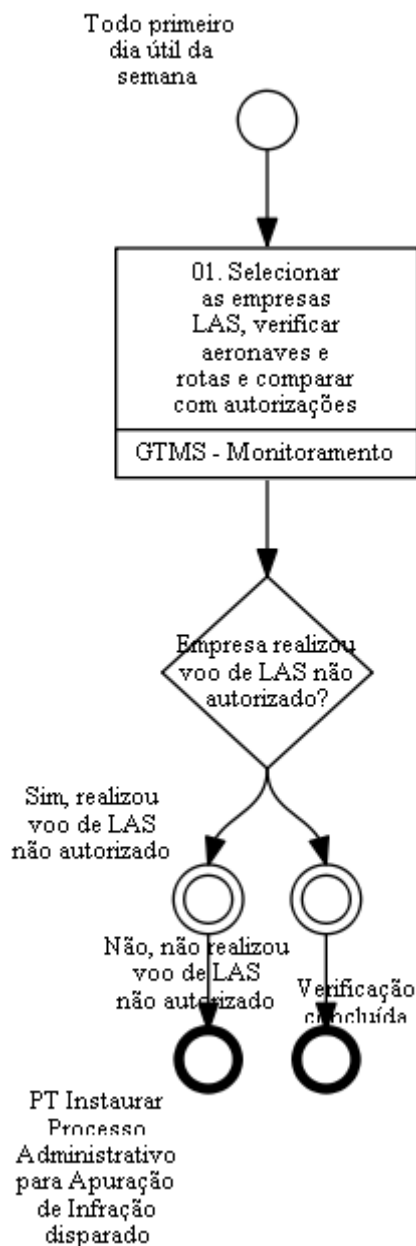 Todo primeiro
dia útil da
semana
01. Selecionar
as empresas
LAS, verificar
aeronaves e
rotas e comparar
com autorizações
GTMS - Monitoramento
Empresa realizou
voo de LAS não
autorizado?
Sim, realizou
voo de LAS
não autorizado
Não, não realizou
voo de LAS
não autorizado
Verificação
concluída
PT Instaurar
Processo
Administrativo
para Apuração
de Infração
disparado